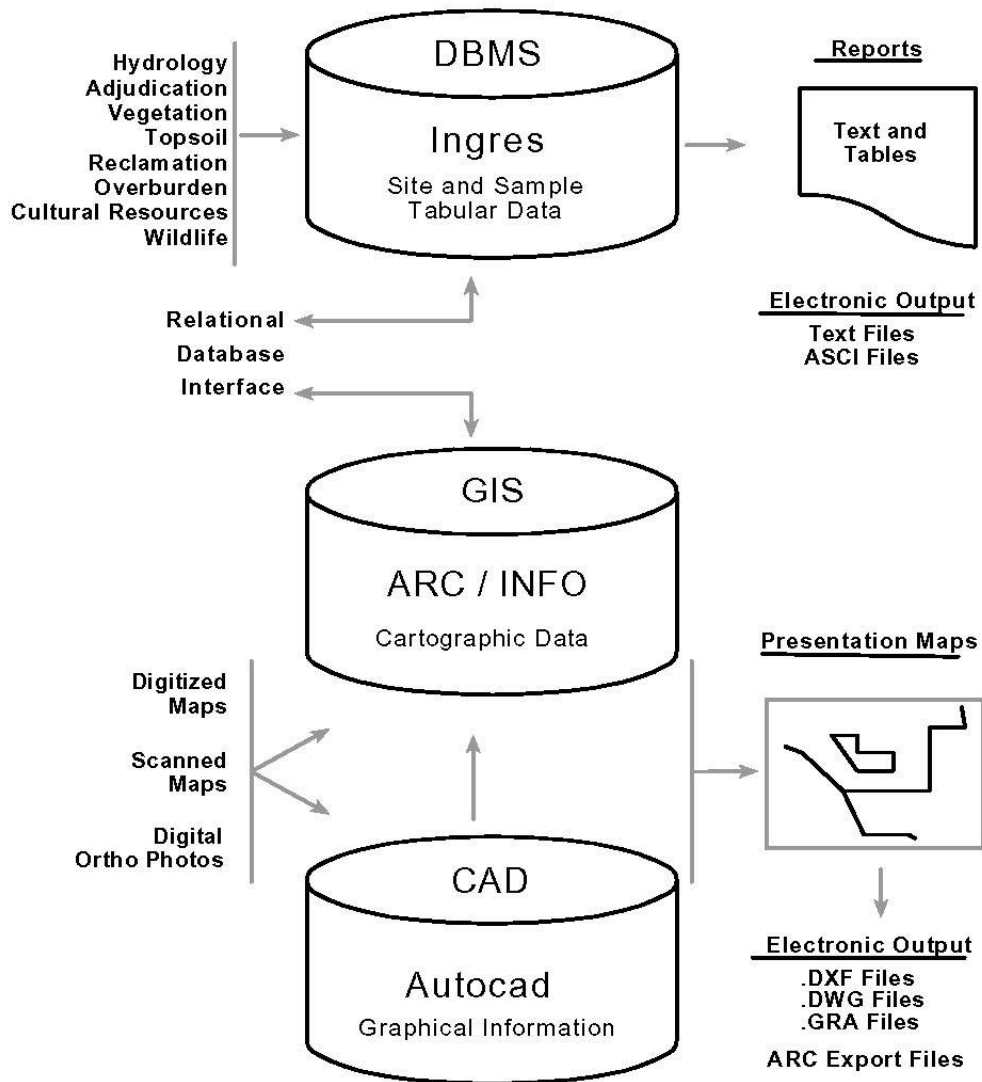 DBMS
Ingres
Site and Sample
Tabular Data
Hydrology
Adjudication
Vegetation
Topsoil
Reclamation
Overburden
Cultural Resources
Wildlife
Reports
Text and
Tables
Electronic Output
Text Files
ASCI Files
Relational
Database
Interface
GIS
ARC / INFO
Cartographic Data
Digitized
Maps
Scanned
Maps
Digital
Ortho Photos
Presentation Maps
CAD
Autocad
Graphical Information
Electronic Output
.DXF Files
.DWG Files
.GRA Files
ARC Export Files